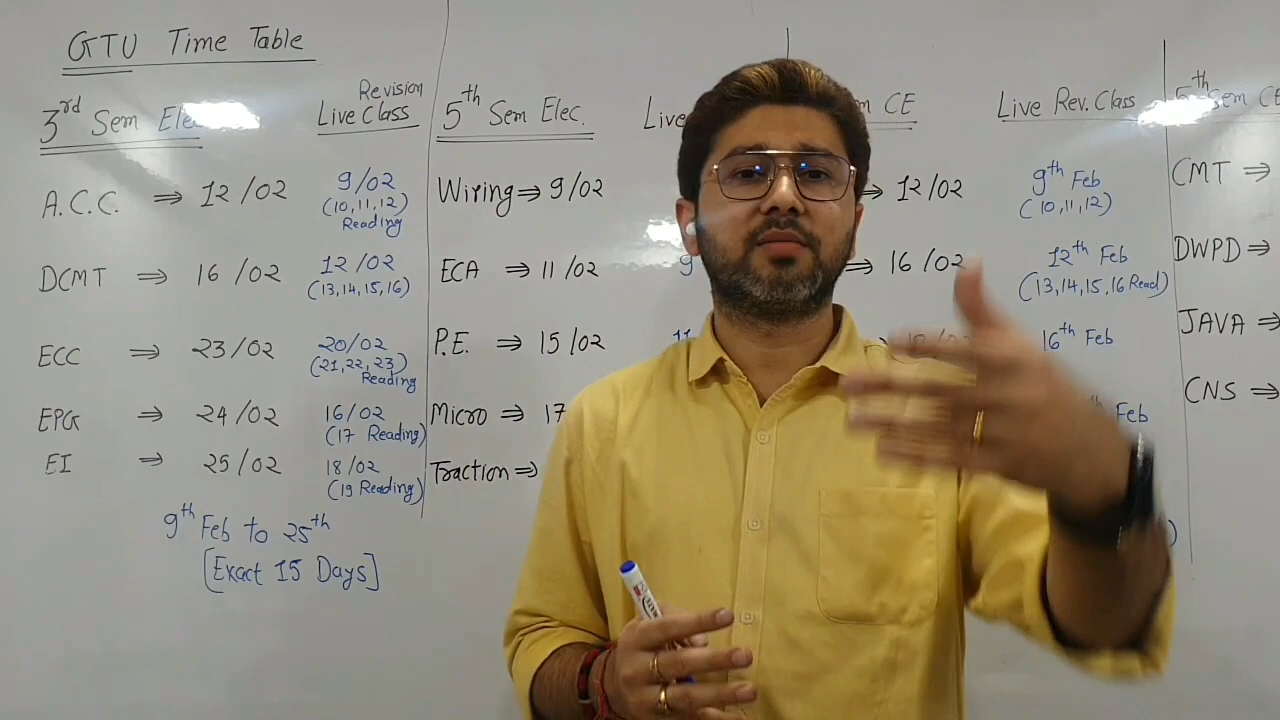 GTU Time Table
3rd Sem Elec
Revision
Live Class
A.C.C. ⇒ 12/02
9/02
(10,11,12)
Reading
DCMT ⇒ 16/02
12/02
(13,14,15,16)
ECC ⇒ 23/02
20/02
(21,22,23)
Reading
EPG ⇒ 24/02
16/02
(17 Reading)
EI ⇒ 25/02
18/02
(19 Reading)
9th Feb to 25th
[Exact 15 Days]
5th Sem Elec.
Live
Wiring ⇒ 9/02
ECA ⇒ 11/02
9
P.E. ⇒ 15/02
11
Micro ⇒ 17
Traction ⇒
CE
⇒ 12/02
⇒ 16/02
Live Rev. Class
9th Feb
(10,11,12)
12th Feb
(13,14,15,16 Read)
16th Feb
Feb
5th Sem CE
CMT ⇒
DWPD ⇒
JAVA ⇒
CNS ⇒